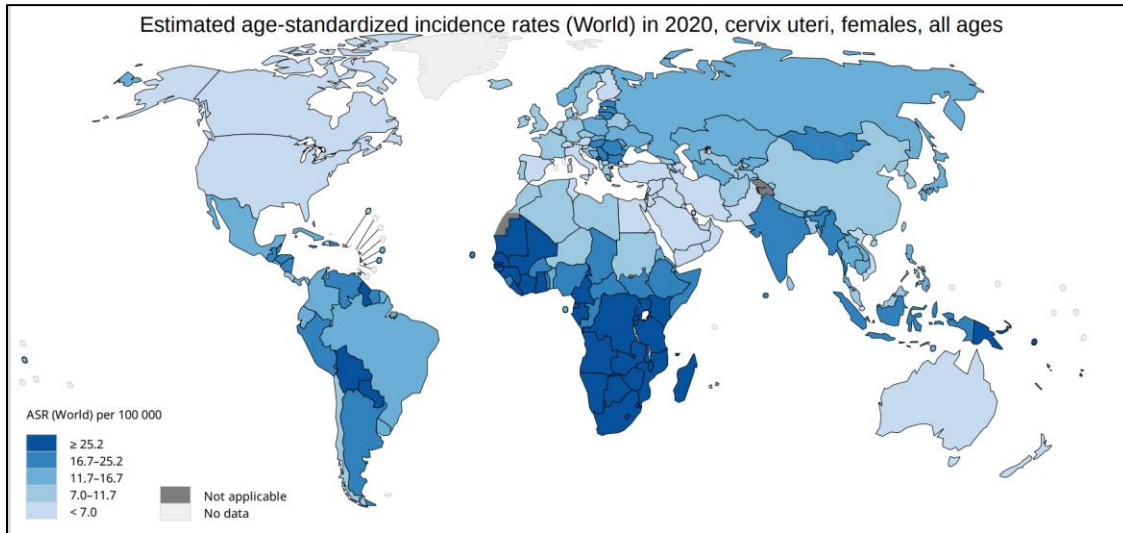 Estimated age-standardized incidence rates (World) in 2020, cervix uteri, females, all ages
ASR (World) per 100 000
≥ 25.2
16.7–25.2
11.7–16.7
7.0–11.7
< 7.0
Not applicable
No data